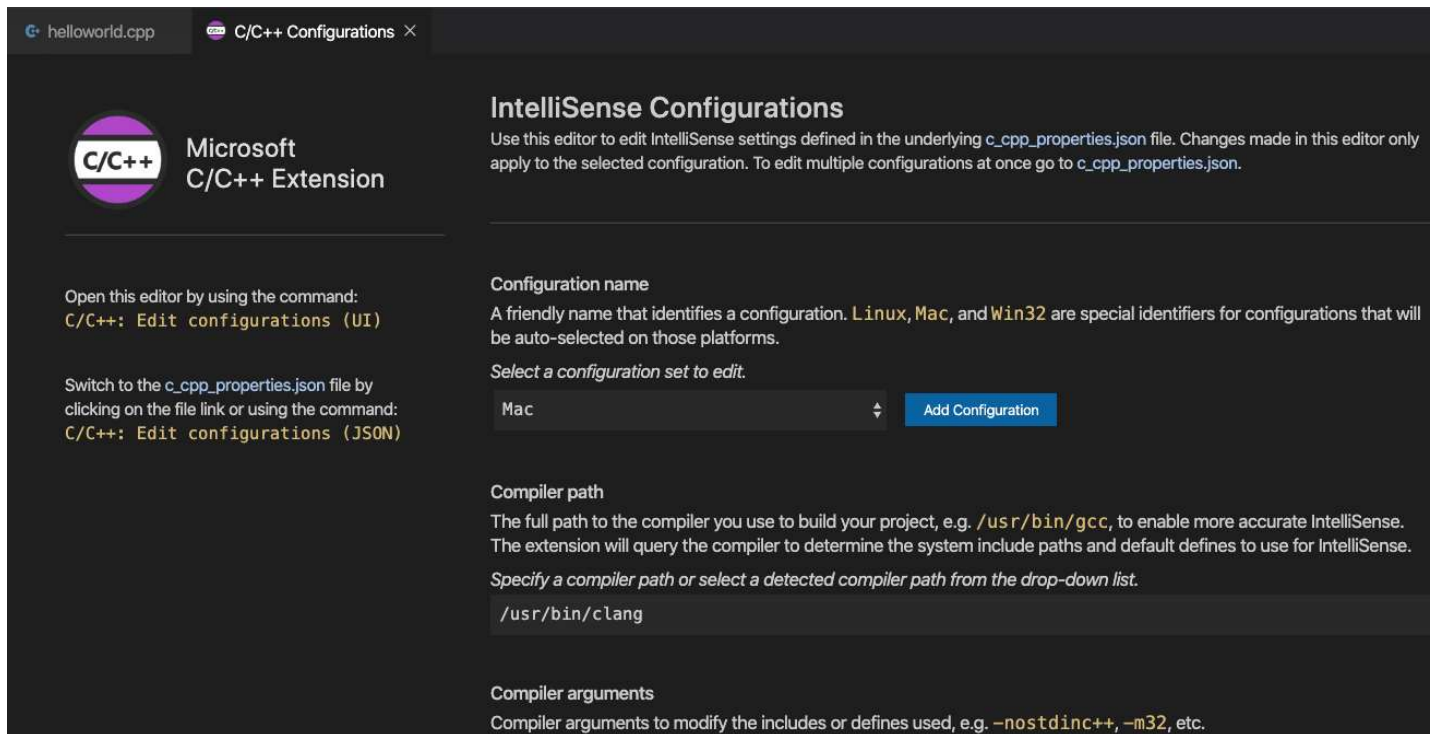 helloworld.cpp
C/C++ Configurations
C/C++
Microsoft
C/C++ Extension
Open this editor by using the command:
C/C++: Edit configurations (UI)
Switch to the c_cpp_properties.json file by
clicking on the file link or using the command:
C/C++: Edit configurations (JSON)
IntelliSense Configurations
Use this editor to edit IntelliSense settings defined in the underlying c_cpp_properties.json file. Changes made in this editor only
apply to the selected configuration. To edit multiple configurations at once go to c_cpp_properties.json.
Configuration name
A friendly name that identifies a configuration. Linux, Mac, and Win32 are special identifiers for configurations that will
be auto-selected on those platforms.
Select a configuration set to edit.
Mac
Add Configuration
Compiler path
The full path to the compiler you use to build your project, e.g. /usr/bin/gcc, to enable more accurate IntelliSense.
The extension will query the compiler to determine the system include paths and default defines to use for IntelliSense.
Specify a compiler path or select a detected compiler path from the drop-down list.
/usr/bin/clang
Compiler arguments
Compiler arguments to modify the includes or defines used, e.g. -nostdinc++, -m32, etc.